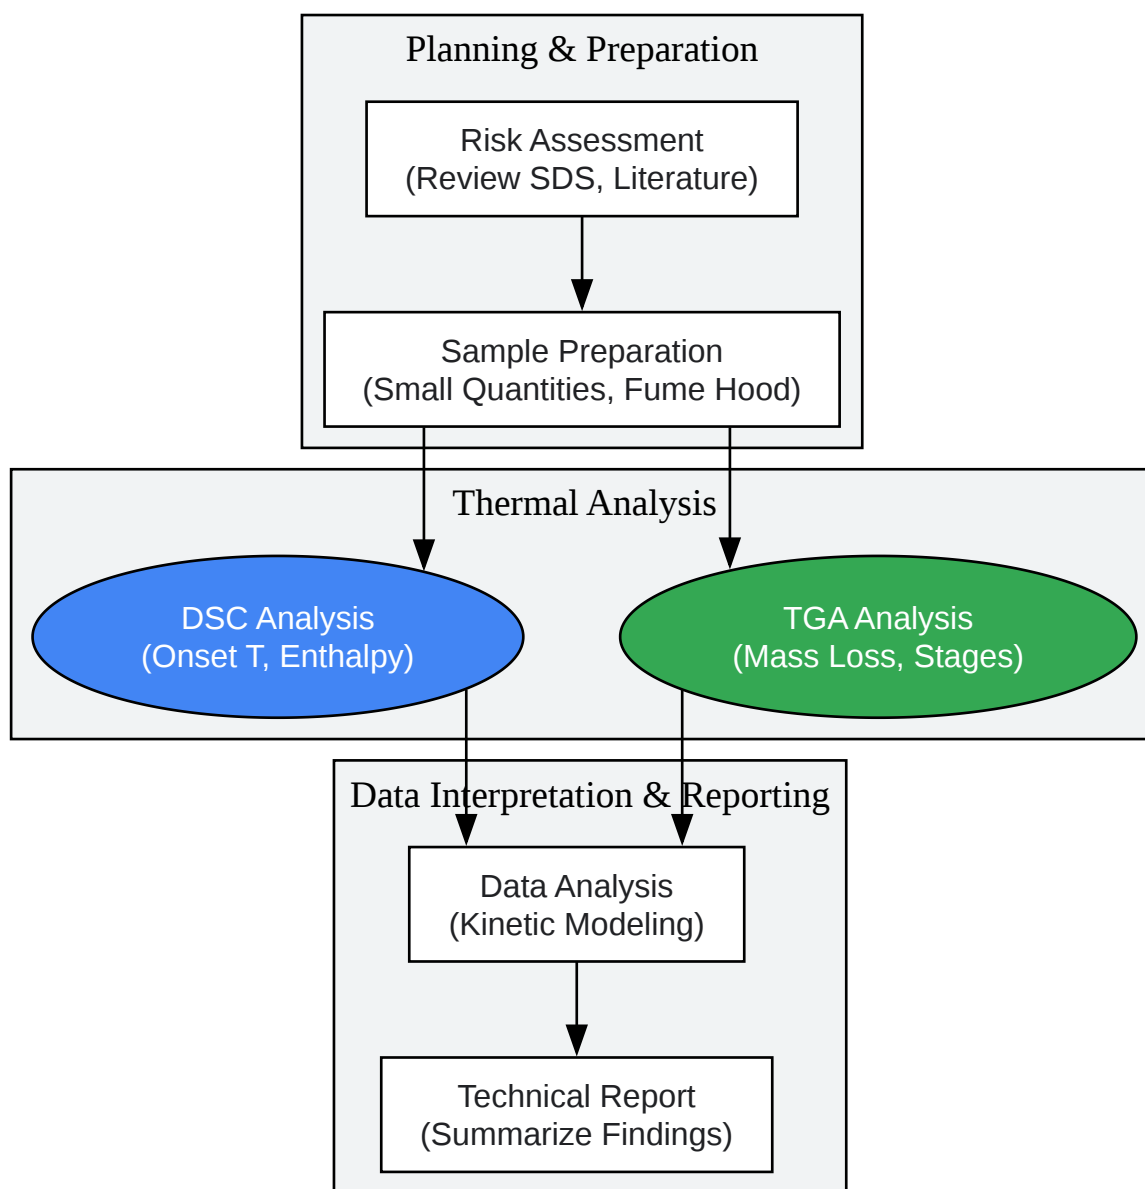 Planning & Preparation
Risk Assessment
(Review SDS, Literature)
Sample Preparation
(Small Quantities, Fume Hood)
Thermal Analysis
DSC Analysis
(Onset T, Enthalpy)
TGA Analysis
(Mass Loss, Stages)
Data Interpretation & Reporting
Data Analysis
(Kinetic Modeling)
Technical Report
(Summarize Findings)